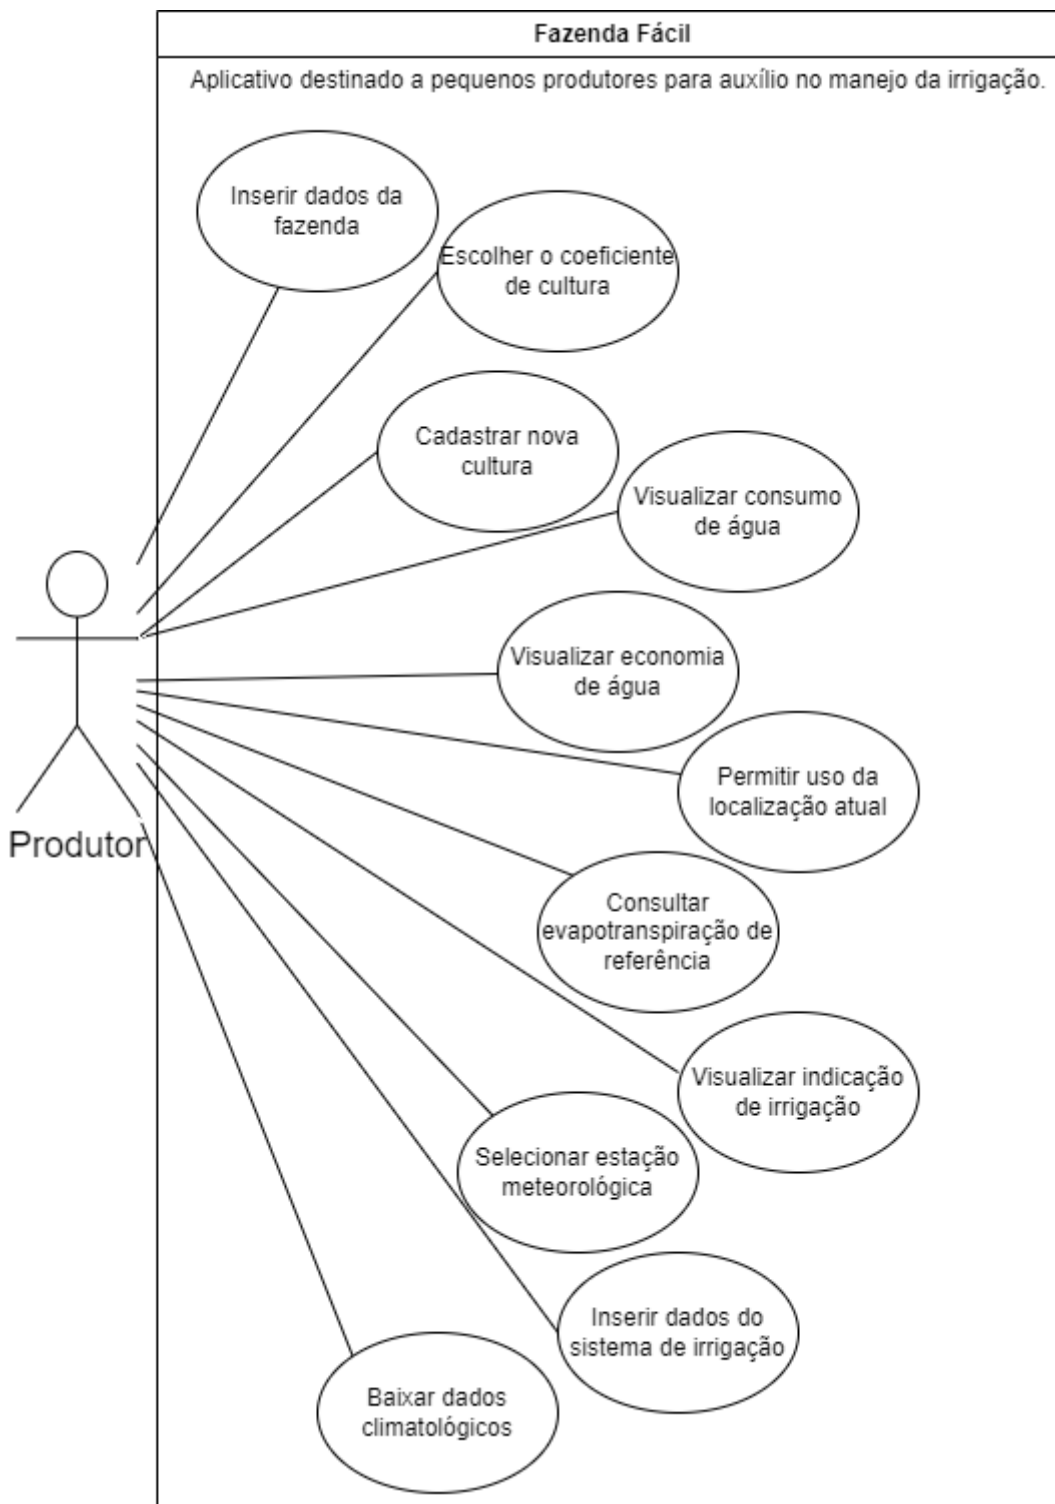 Fazenda Fácil
Aplicativo destinado a pequenos produtores para auxílio no manejo da irrigação.
Inserir dados da
fazenda
Escolher o coeficiente
de cultura
Cadastrar nova
cultura
Visualizar consumo
de água
Visualizar economia
de água
Permitir uso da
localização atual
Produtor
Consultar
evapotranspiração de
referência
Visualizar indicação
de irrigação
Selecionar estação
meteorológica
Inserir dados do
sistema de irrigação
Baixar dados
climatológicos